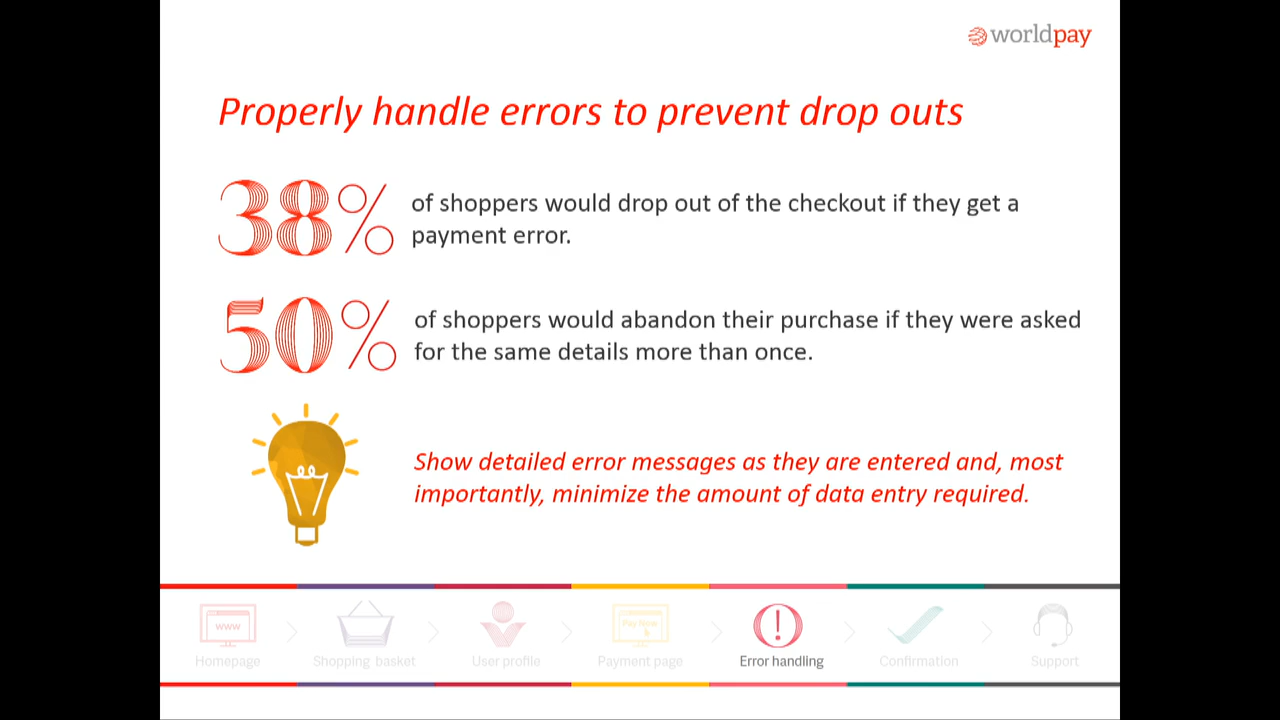 worldpay
Properly handle errors to prevent drop outs
38%
of shoppers would drop out of the checkout if they get a
payment error.
50%
of shoppers would abandon their purchase if they were asked
for the same details more than once.
Show detailed error messages as they are entered and, most
importantly, minimize the amount of data entry required.
www
Pay Now
Homepage
Shopping basket
User profile
Payment page
Error handling
Confirmation
Support